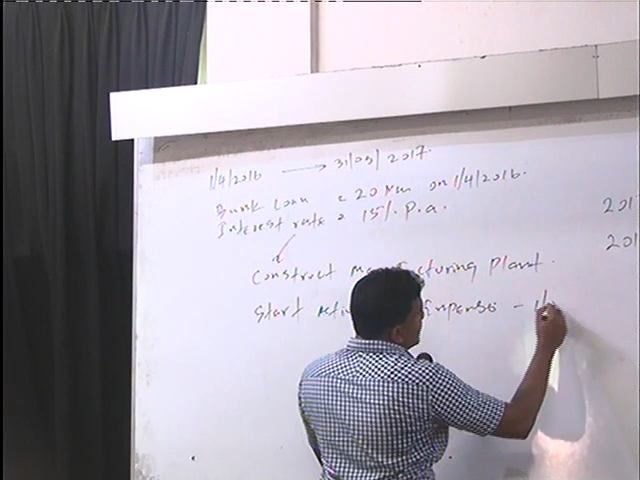 1/4/2016 → 31/03/2017.
Bank Loan = 20 Mn on 1/4/2016.
Interest rate = 15% p.a.
201
201
Construct Manufacturing Plant.
Start Expenses - 1/